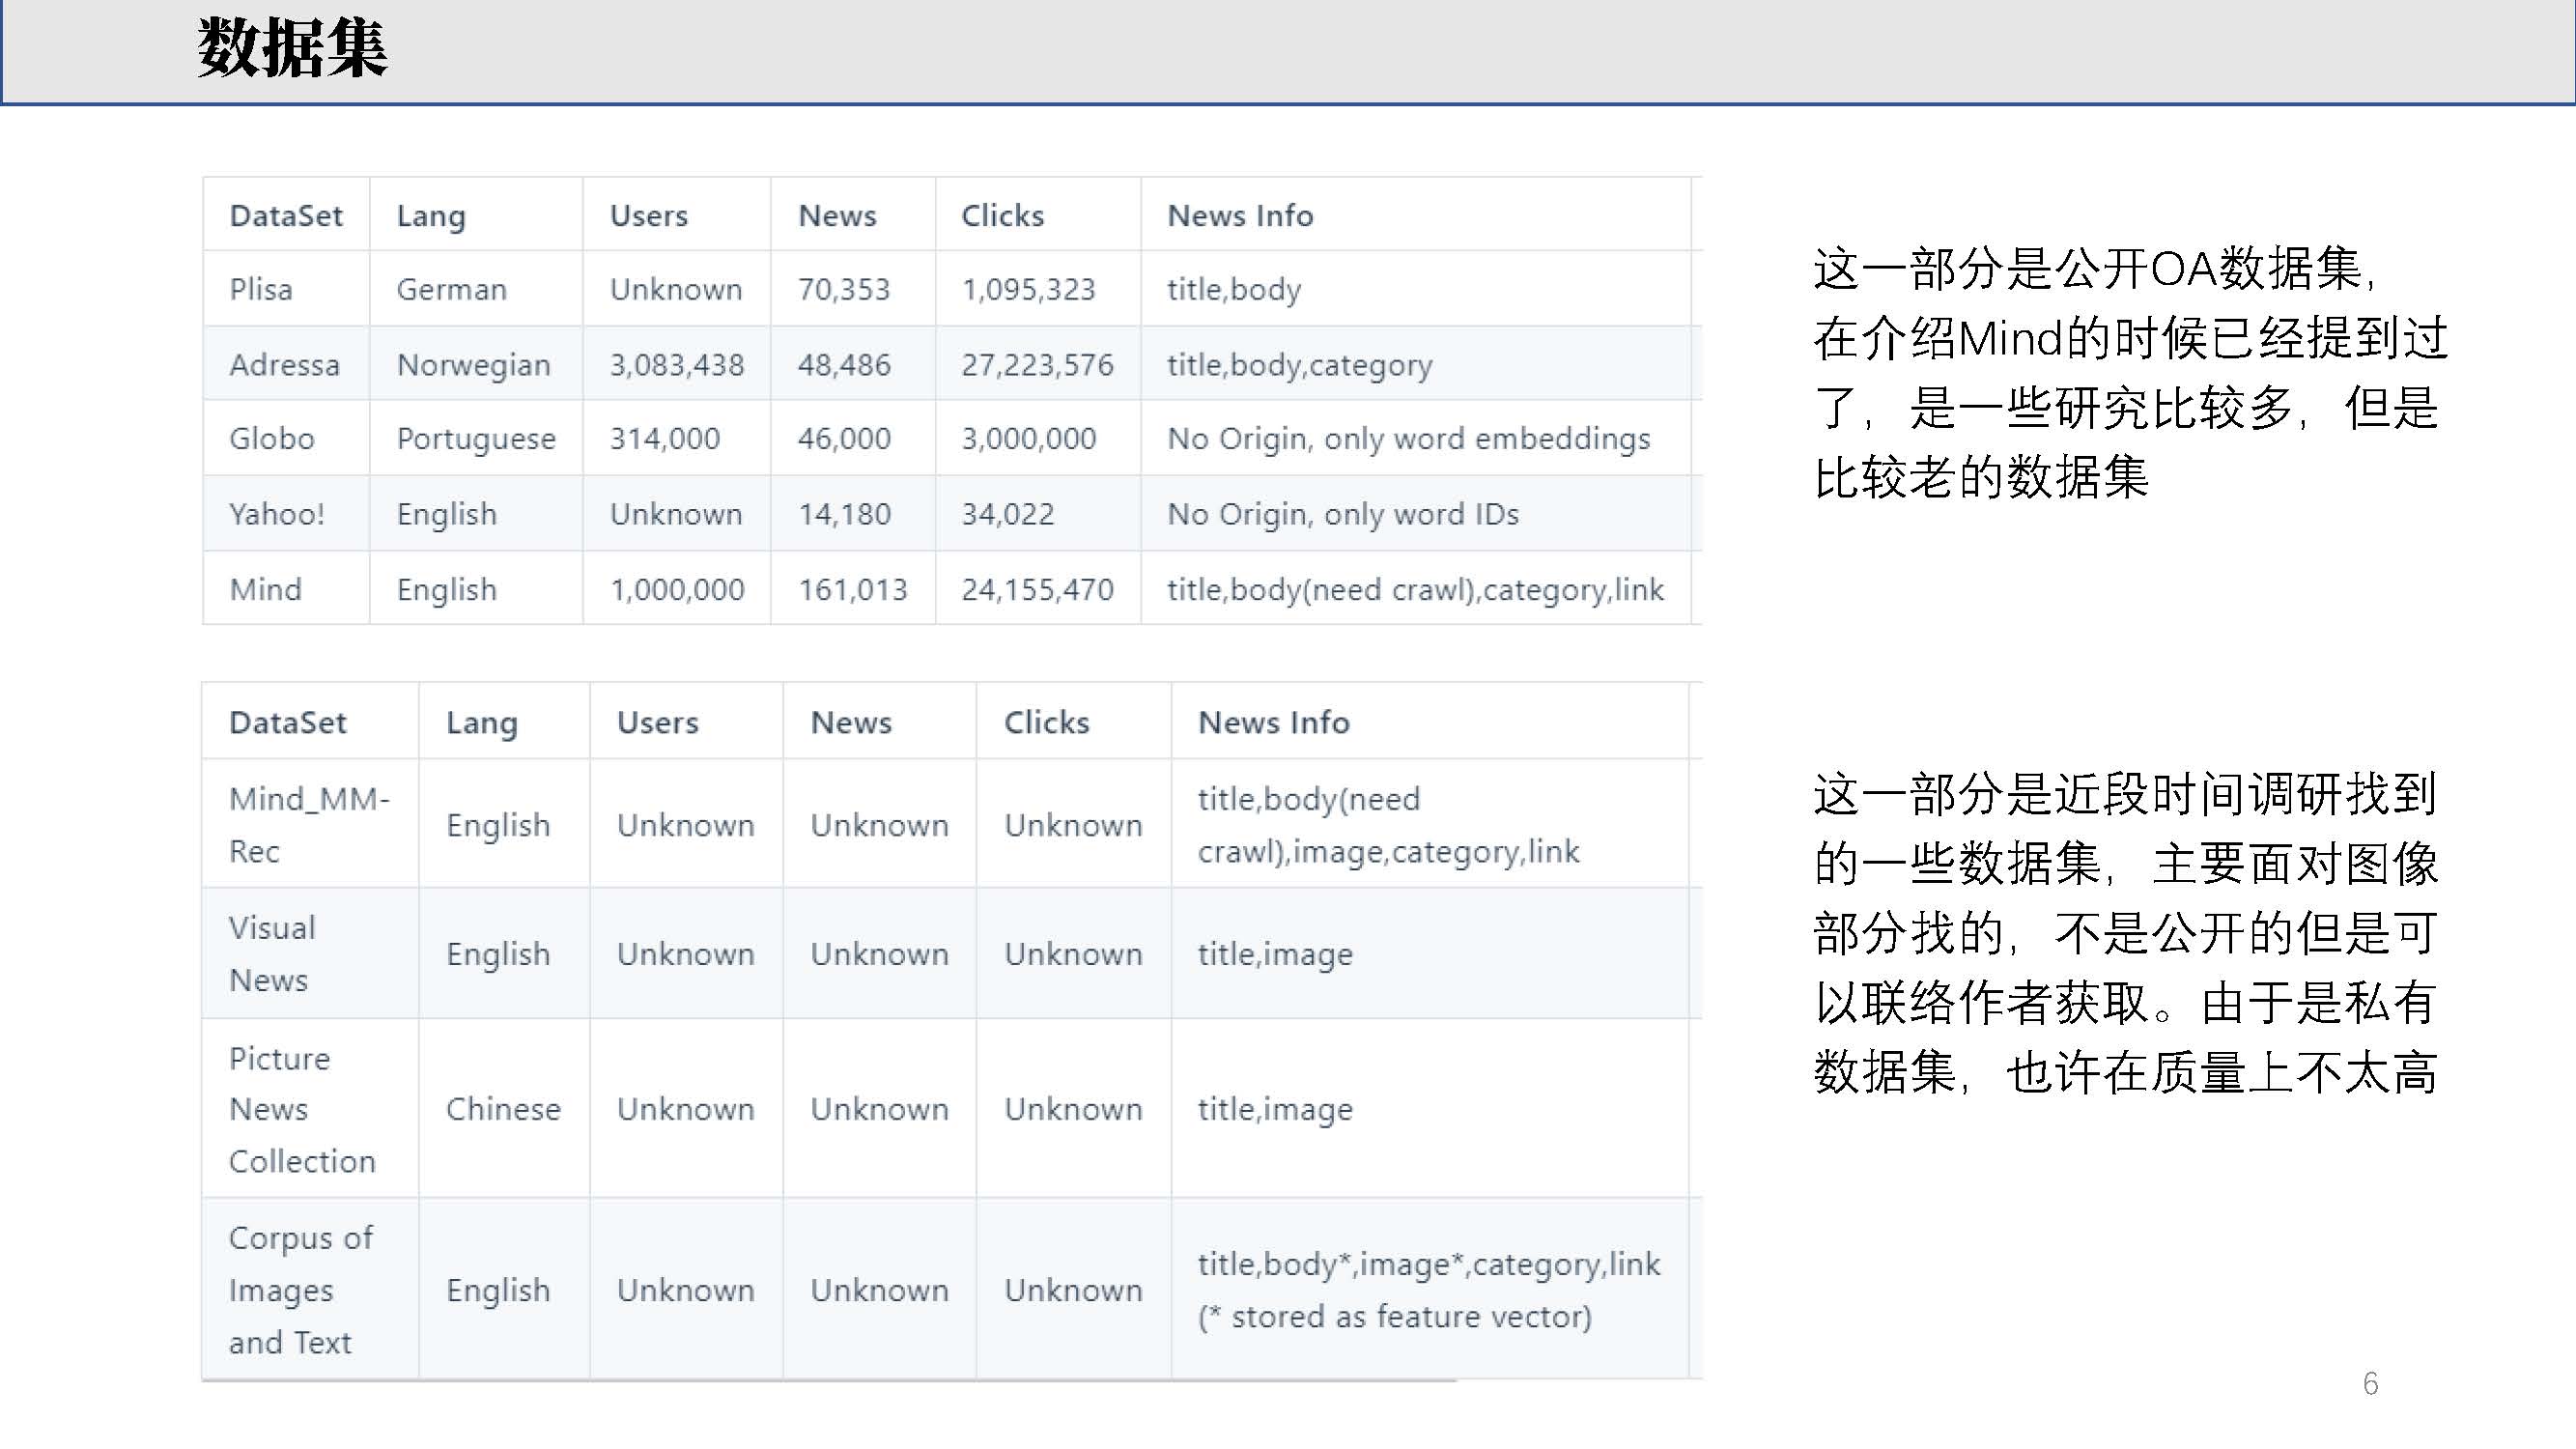 数据集
DataSet Lang Users News Clicks News Info
Plisa German Unknown 70,353 1,095,323 title,body
Adressa Norwegian 3,083,438 48,486 27,223,576 title,body,category
Globo Portuguese 314,000 46,000 3,000,000 No Origin, only word embeddings
Yahoo! English Unknown 14,180 34,022 No Origin, only word IDs
Mind English 1,000,000 161,013 24,155,470 title,body(need crawl),category,link
这一部分是公开OA数据集，
在介绍Mind的时候已经提到过
了，是一些研究比较多，但是
比较老的数据集
DataSet Lang Users News Clicks News Info
Mind_MM-
Rec
English Unknown Unknown Unknown
title,body(need
crawl),image,category,link
Visual
News
English Unknown Unknown Unknown title,image
Picture
News
Collection
Chinese Unknown Unknown Unknown title,image
Corpus of
Images
and Text
English Unknown Unknown Unknown
title,body*,image*,category,link
(* stored as feature vector)
这一部分是近段时间调研找到
的一些数据集，主要面对图像
部分找的，不是公开的但是可
以联络作者获取。由于是私有
数据集，也许在质量上不太高
6